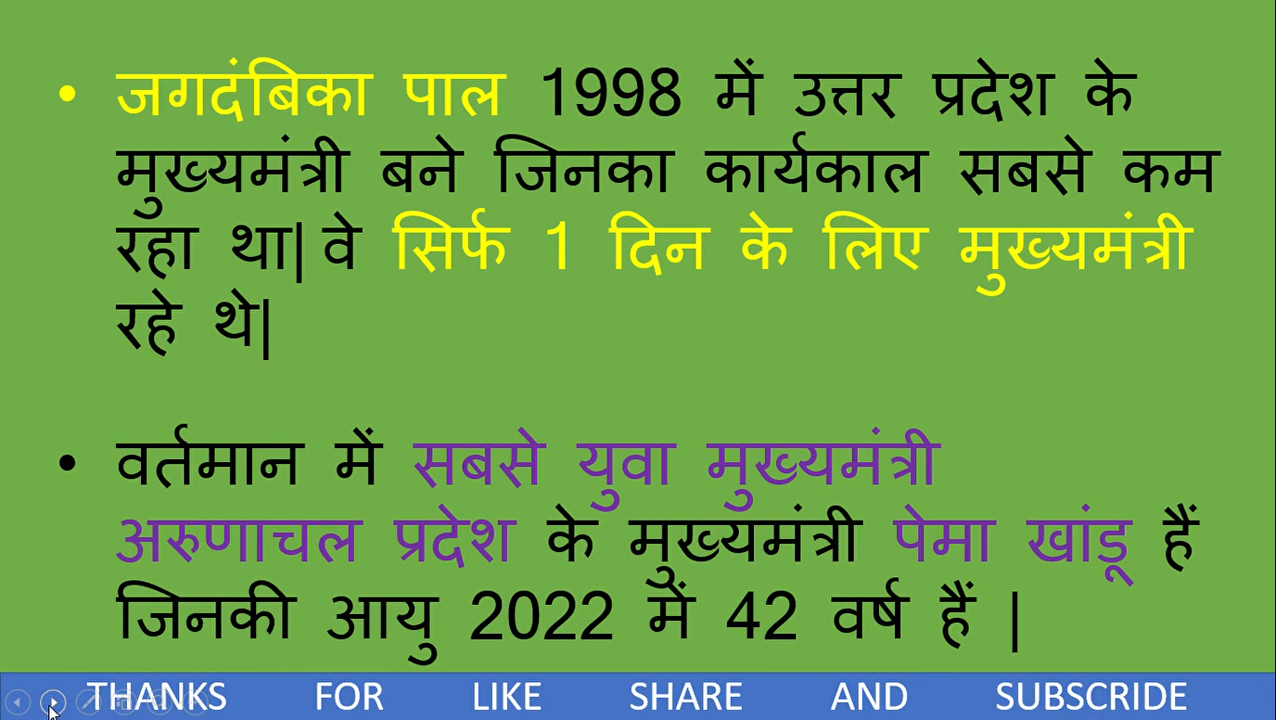 • जगदंबिका पाल 1998 में उत्तर प्रदेश के
मुख्यमंत्री बने जिनका कार्यकाल सबसे कम
रहा था| वे सिर्फ 1 दिन के लिए मुख्यमंत्री
रहे थे|
• वर्तमान में सबसे युवा मुख्यमंत्री
अरुणाचल प्रदेश के मुख्यमंत्री पेमा खांडू हैं
जिनकी आयु 2022 में 42 वर्ष हैं |
THANKS FOR LIKE SHARE AND SUBSCRIDE